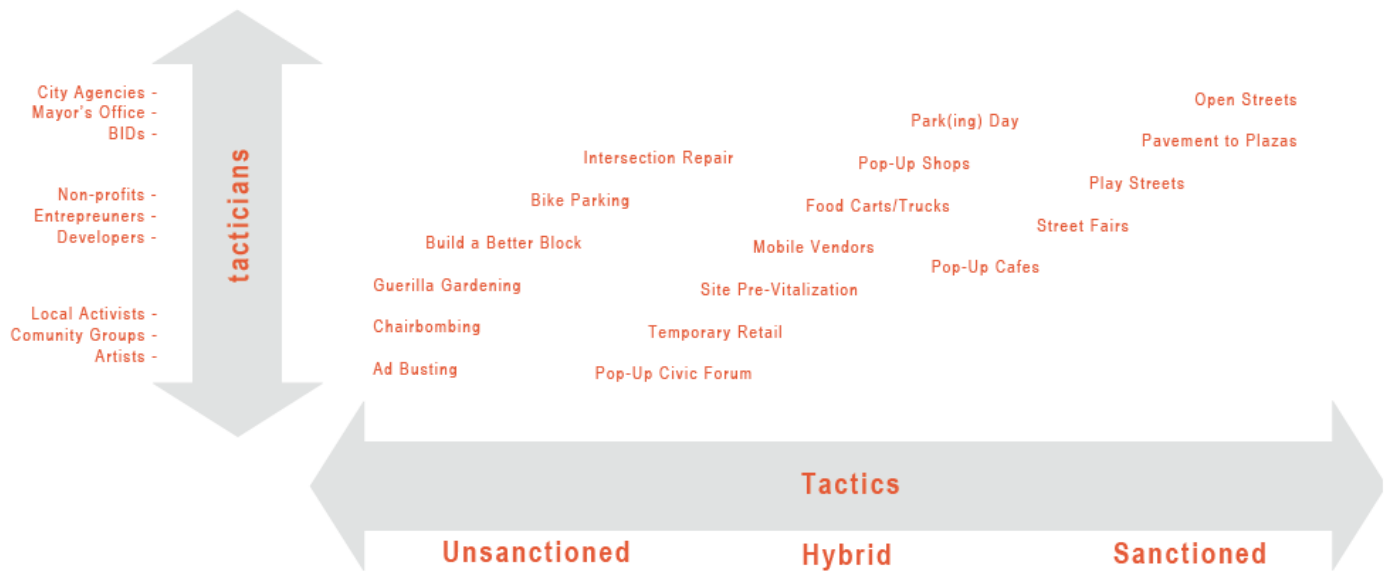 City Agencies -
Mayor's Office -
BIDs -
Non-profits -
Entrepreuners -
Developers -
Local Activists -
Comunity Groups -
Artists -
tacticians
Open Streets
Park(ing) Day
Pavement to Plazas
Intersection Repair
Pop-Up Shops
Play Streets
Bike Parking
Food Carts/Trucks
Street Fairs
Build a Better Block
Mobile Vendors
Pop-Up Cafes
Guerilla Gardening
Site Pre-Vitalization
Chairbombing
Temporary Retail
Ad Busting
Pop-Up Civic Forum
Tactics
Unsanctioned
Hybrid
Sanctioned